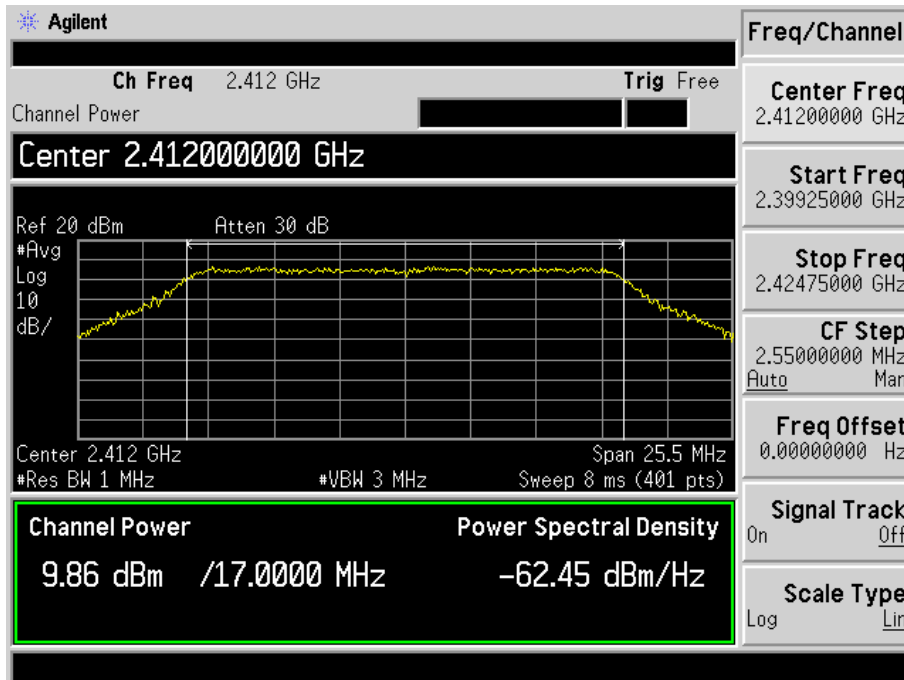 Agilent
Ch Freq 2.412 GHz Trig Free
Channel Power
Center 2.412000000 GHz
Ref 20 dBm Atten 30 dB
#Avg
Log
10
dB/
Center 2.412 GHz Span 25.5 MHz
#Res BW 1 MHz #VBW 3 MHz Sweep 8 ms (401 pts)
Channel Power Power Spectral Density
9.86 dBm /17.0000 MHz -62.45 dBm/Hz
Freq/Channel
Center Freq
2.41200000 GHz
Start Freq
2.39925000 GHz
Stop Freq
2.42475000 GHz
CF Step
2.55000000 MHz
Auto Man
Freq Offset
0.00000000 Hz
Signal Track
On Off
Scale Type
Log Lin